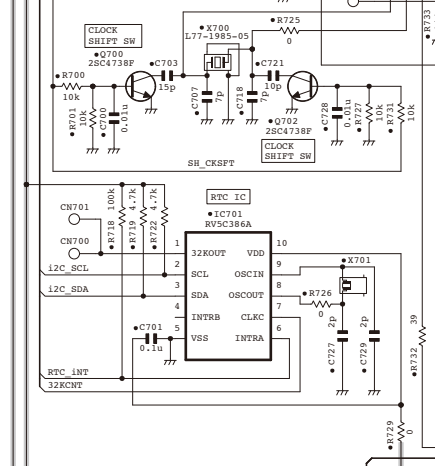 R725
0
R733
CLOCK
SHIFT SW
X700
L77-1985-05
Q700
2SC4738F
C703
15p
C721
10p
R700
10k
R701
10k
C700
0.01u
C707
7p
C718
7p
C728
0.01u
R727
10k
R731
10k
Q702
2SC4738F
CLOCK
SHIFT SW
SH_CKSFT
RTC IC
IC701
RV5C386A
CN701
CN700
R718 100k
R719 4.7k
R722 4.7k
1 32KOUT VDD 10
2 SCL OSCIN 9
3 SDA OSCOUT 8
4 INTRB CLKC 7
5 VSS INTRA 6
i2C_SCL
i2C_SDA
C701
0.1u
X701
R726
0
C727 2p
C729 2p
R732 39
RTC_iNT
32KCNT
R729 0